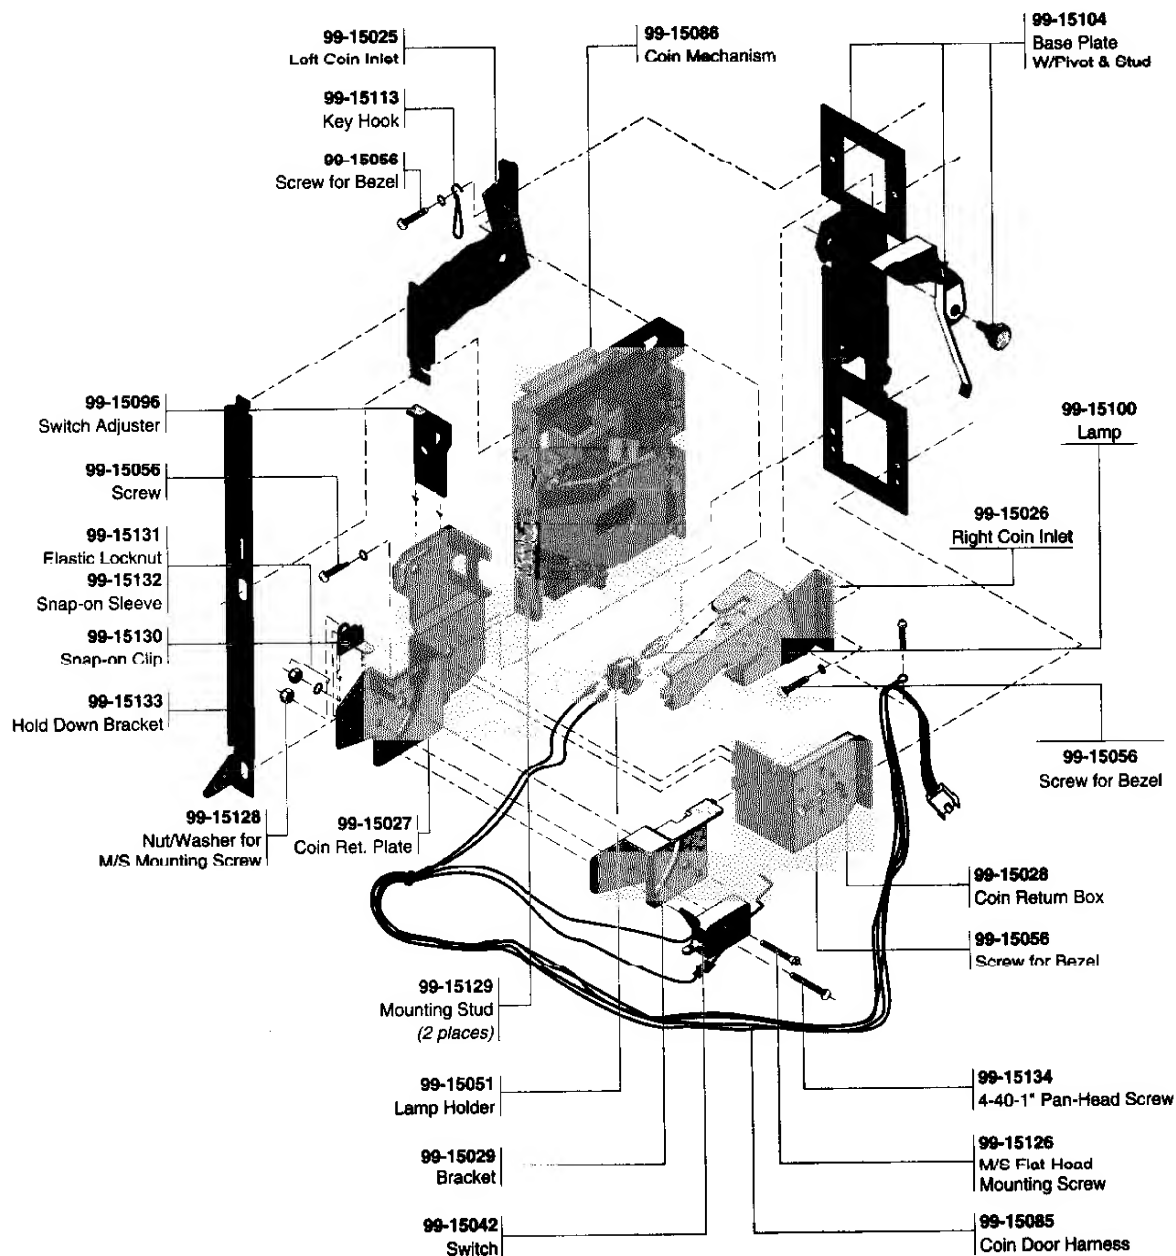 99-15025
Left Coin Inlet
99-15113
Key Hook
99-15056
Screw for Bezel
99-15086
Coin Mechanism
99-15104
Base Plate
W/Pivot & Stud
99-15096
Switch Adjuster
99-15056
Screw
99-15131
Elastic Locknut
99-15132
Snap-on Sleeve
99-15130
Snap-on Clip
99-15133
Hold Down Bracket
99-15100
Lamp
99-15026
Right Coin Inlet
99-15056
Screw for Bezel
99-15128
Nut/Washer for
M/S Mounting Screw
99-15027
Coin Ret. Plate
99-15028
Coin Return Box
99-15056
Screw for Bezel
99-15129
Mounting Stud
(2 places)
99-15051
Lamp Holder
99-15029
Bracket
99-15042
Switch
99-15134
4-40-1" Pan-Head Screw
99-15126
M/S Flat Head
Mounting Screw
99-15085
Coin Door Harness